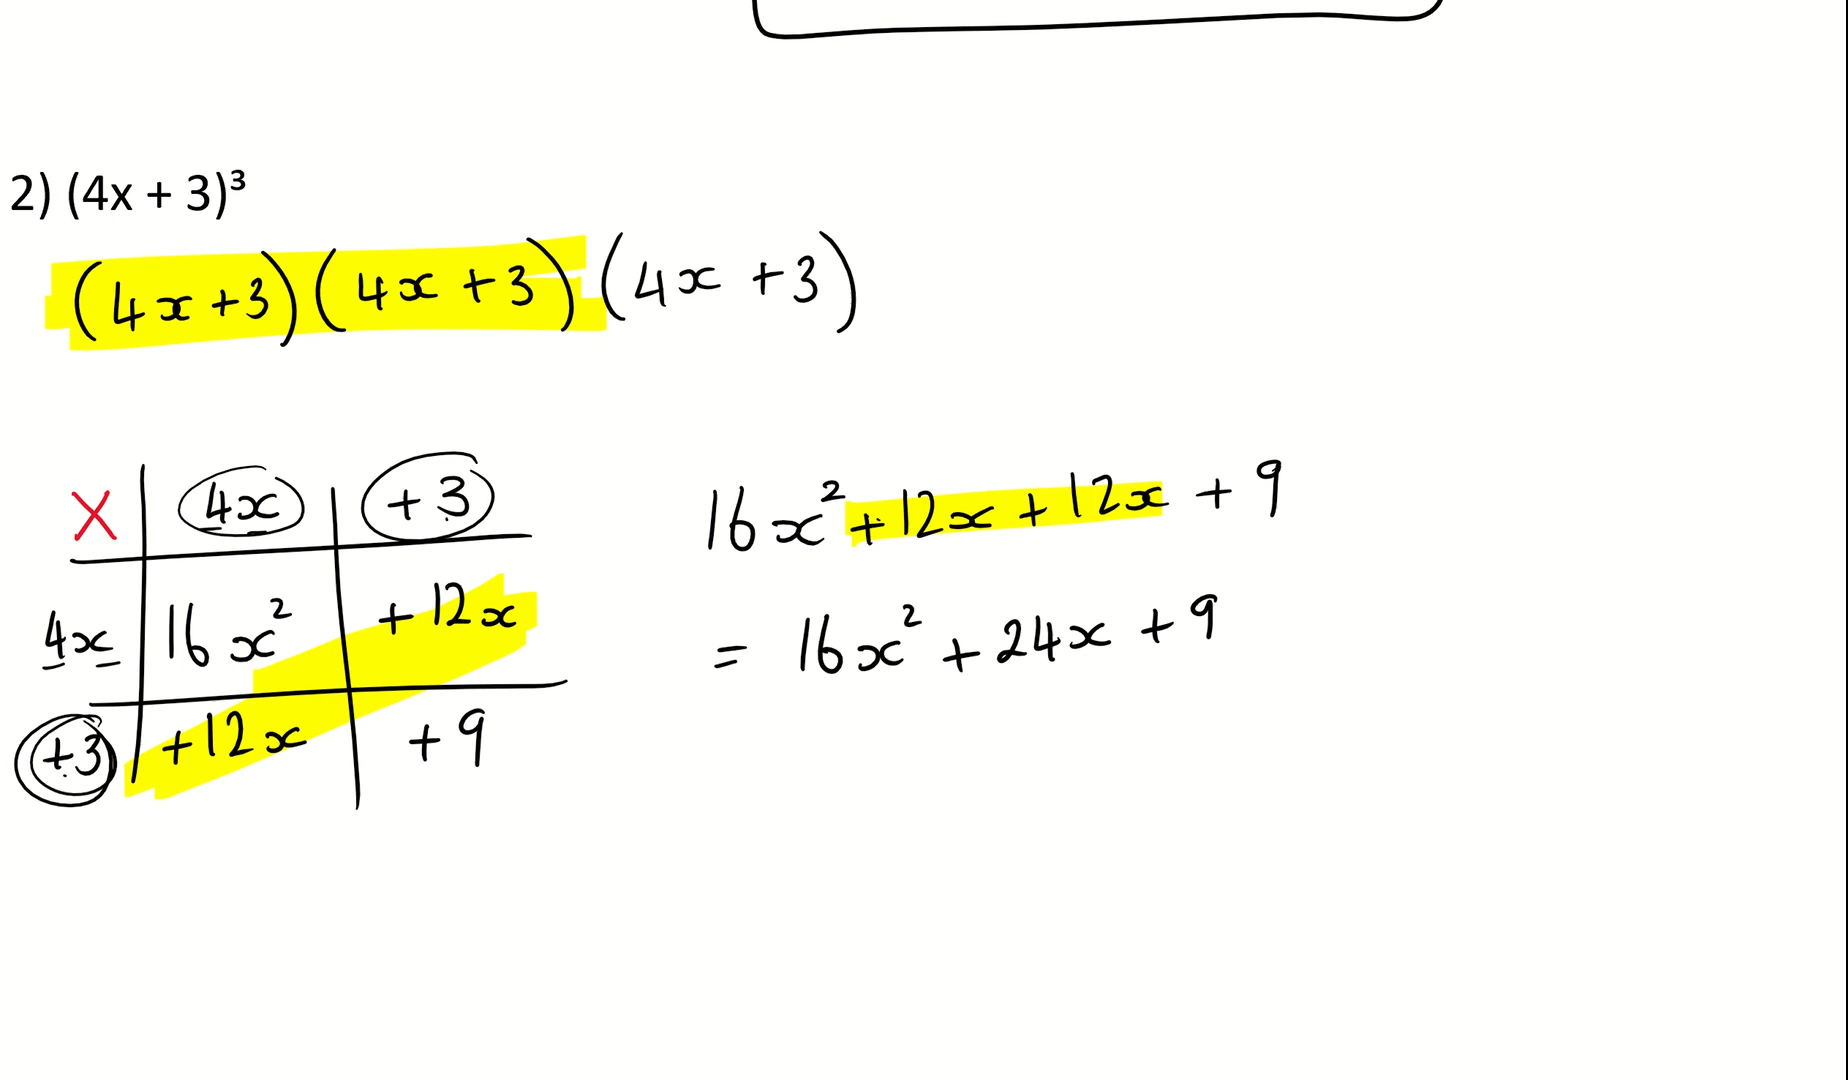 2) (4x + 3)³
(4x +3)(4x +3)(4x +3)
X 4x +3
4x 16x² +12x
+3 +12x +9
16x² +12x +12x +9
= 16x² +24x +9